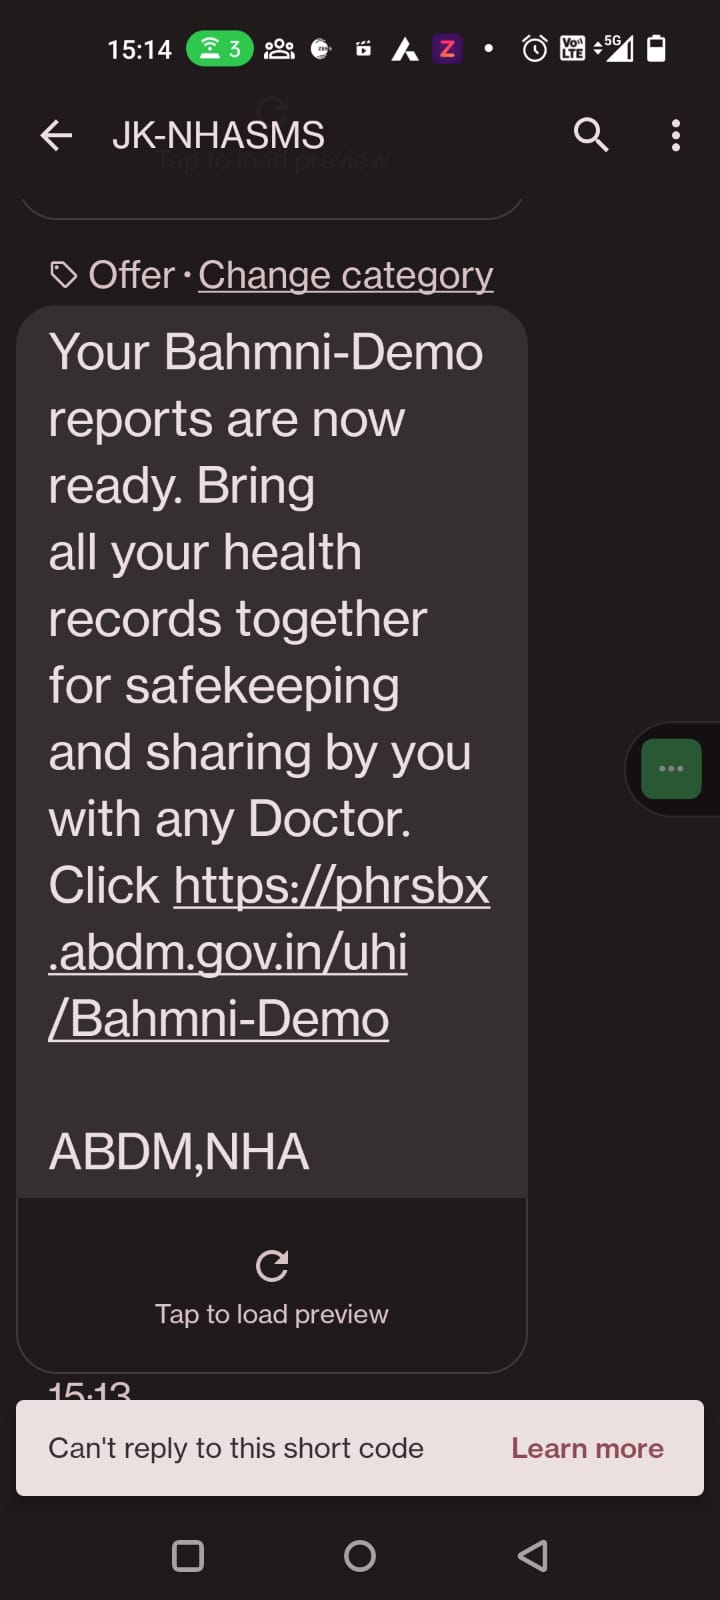 15:14 3 Z VoLTE 5G
JK-NHASMS
Tap to load preview
Offer · Change category
Your Bahmni-Demo
reports are now
ready. Bring
all your health
records together
for safekeeping
and sharing by you
with any Doctor.
Click https://phrsbx
.abdm.gov.in/uhi
/Bahmni-Demo
ABDM,NHA
Tap to load preview
15:13
Can't reply to this short code Learn more